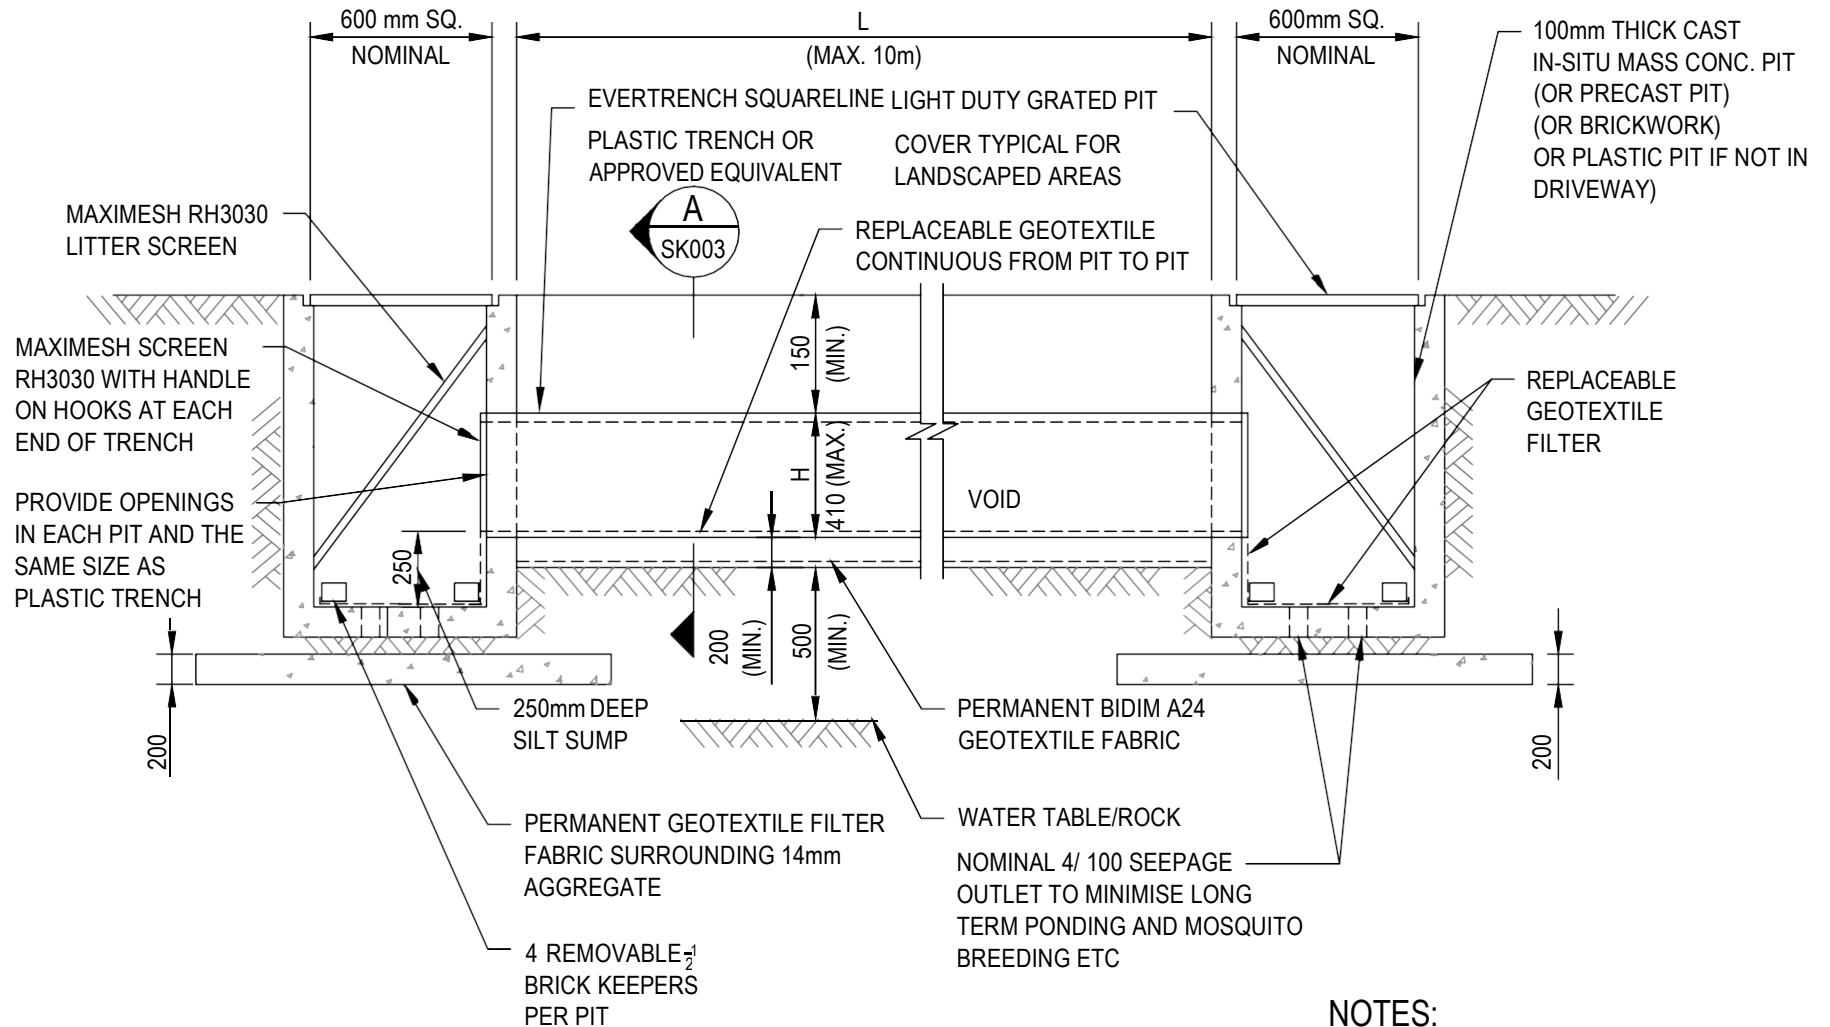 600 mm SQ.
NOMINAL
L
(MAX. 10m)
600mm SQ.
NOMINAL
100mm THICK CAST
IN-SITU MASS CONC. PIT
(OR PRECAST PIT)
(OR BRICKWORK)
OR PLASTIC PIT IF NOT IN
DRIVEWAY)
EVERTRENCH SQUARELINE
PLASTIC TRENCH OR
APPROVED EQUIVALENT
LIGHT DUTY GRATED PIT
COVER TYPICAL FOR
LANDSCAPED AREAS
A
SK003
MAXIMESH RH3030
LITTER SCREEN
REPLACEABLE GEOTEXTILE
CONTINUOUS FROM PIT TO PIT
MAXIMESH SCREEN
RH3030 WITH HANDLE
ON HOOKS AT EACH
END OF TRENCH
150
(MIN.)
REPLACEABLE
GEOTEXTILE
FILTER
PROVIDE OPENINGS
IN EACH PIT AND THE
SAME SIZE AS
PLASTIC TRENCH
H
410 (MAX.)
VOID
250
200
(MIN.)
500
(MIN.)
200
250mm DEEP
SILT SUMP
PERMANENT BIDIM A24
GEOTEXTILE FABRIC
200
PERMANENT GEOTEXTILE FILTER
FABRIC SURROUNDING 14mm
AGGREGATE
WATER TABLE/ROCK
NOMINAL 4/ 100 SEEPAGE
OUTLET TO MINIMISE LONG
TERM PONDING AND MOSQUITO
BREEDING ETC
4 REMOVABLE ½
BRICK KEEPERS
PER PIT
NOTES: